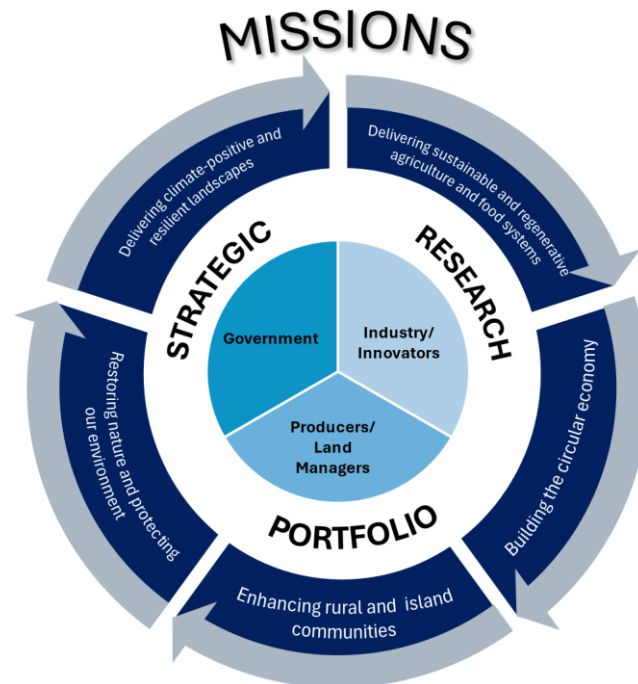 MISSIONS
Delivering climate-positive and
resilient landscapes
Delivering sustainable and regenerative
agriculture and food systems
STRATEGIC
RESEARCH
Government
Industry/
Innovators
Producers/
Land
Managers
PORTFOLIO
Restoring nature and protecting
our environment
Building the circular economy
Enhancing rural and island
communities